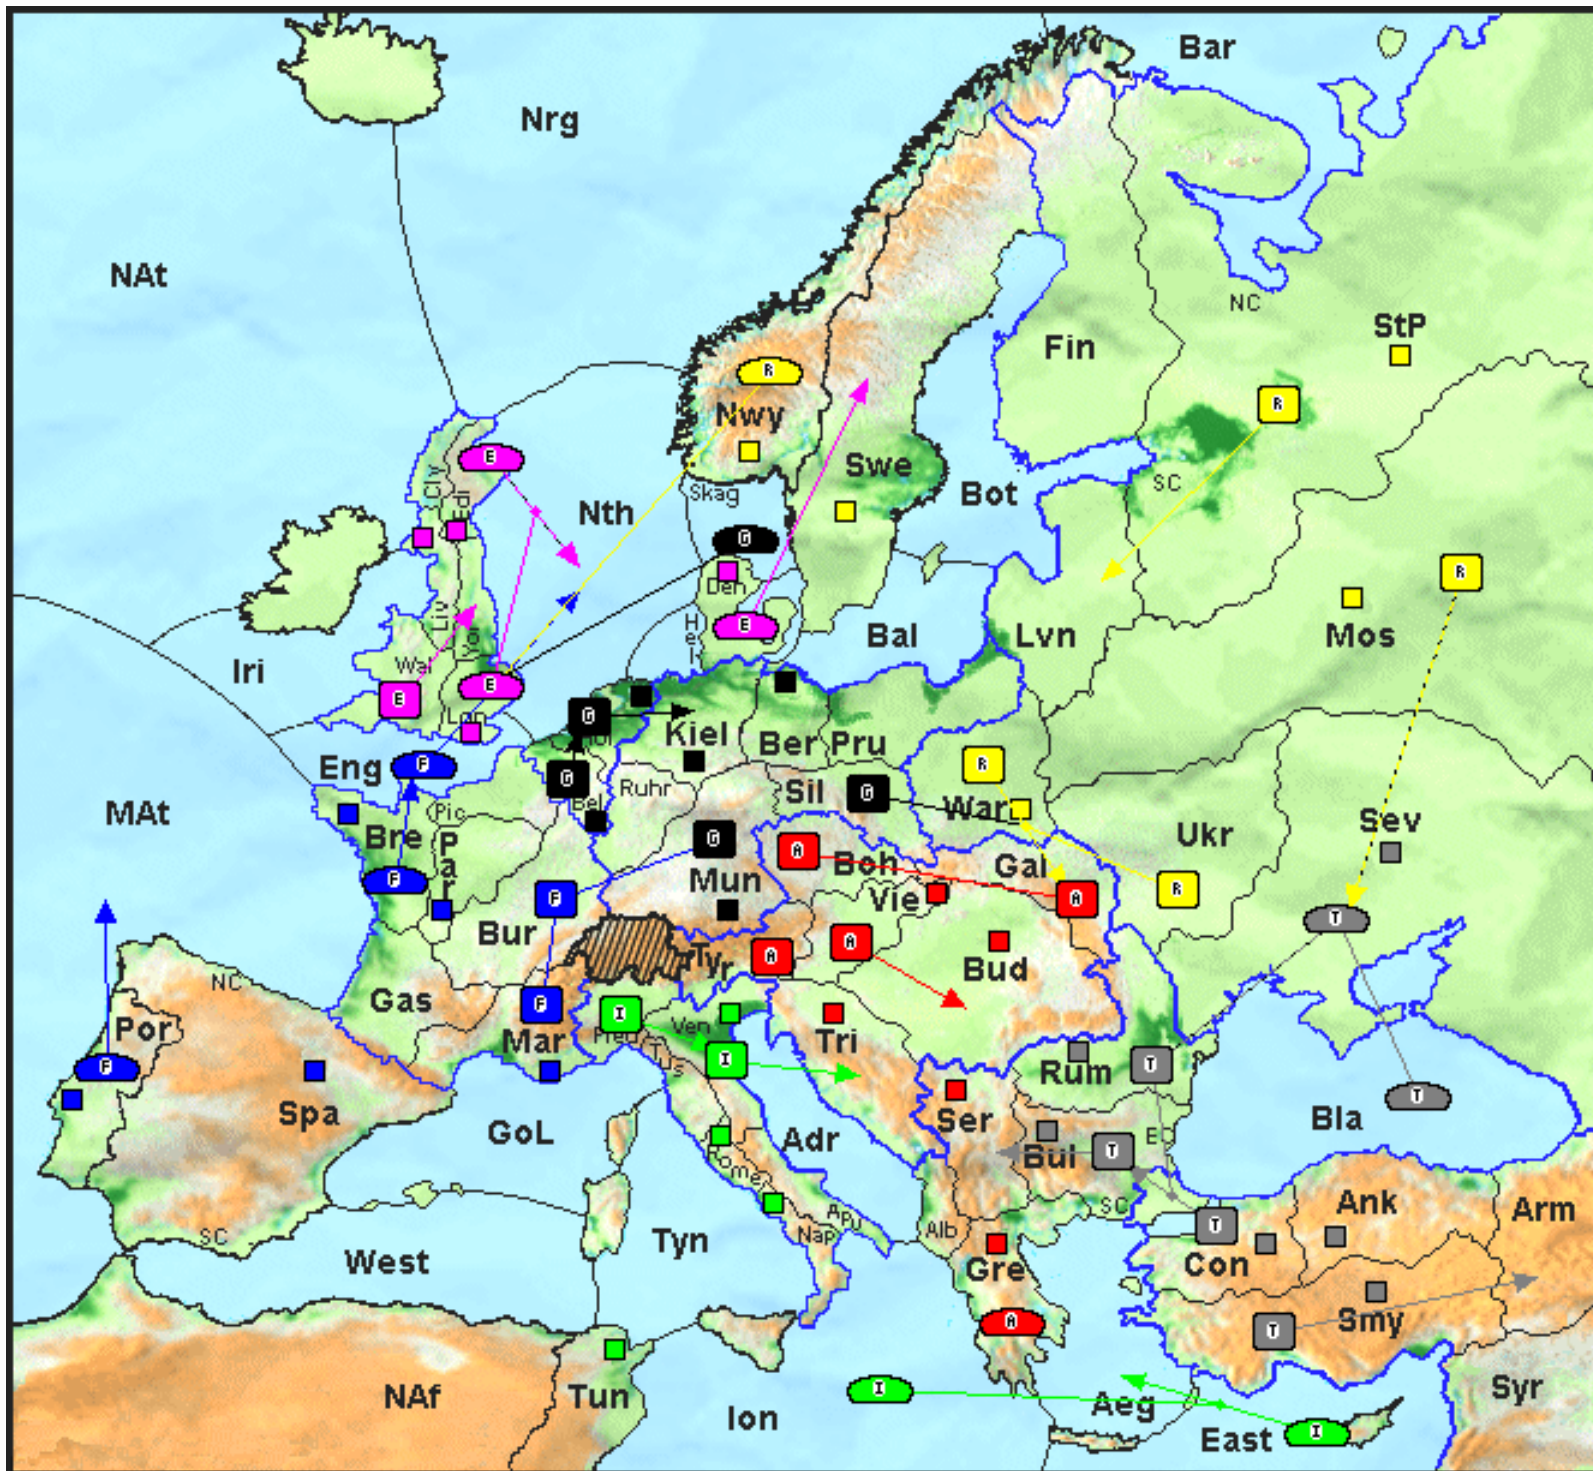 Bar
Nrg
NAt
NC
StP
Fin
R
R
Nwy
E
Swe
SC
Cly
Edi
Skag
Bot
Nth
G
R
Den
Liv
Hel
E
Bal
Lvn
Mos
Iri
Wal
Yor
E
E
Lon
G
Kiel
Ber
Pru
Hol
Eng
F
G
Bel
Ruhr
Sil
G
R
War
MAt
Pic
Bre
Par
G
A
Boh
Gal
Ukr
Sev
F
F
Mun
Vie
A
R
T
Bur
Tyr
A
A
Bud
NC
Gas
Por
F
Mar
I
Pied
Ven
Tus
I
Tri
F
Rum
T
Spa
GoL
Adr
Ser
T
Bla
Rome
Bul
T
EC
SC
Apu
Nap
Alb
SC
Ank
Arm
T
West
Tyn
Gre
Con
A
T
Smy
NAf
Tun
I
Ion
Aeg
I
East
Syr